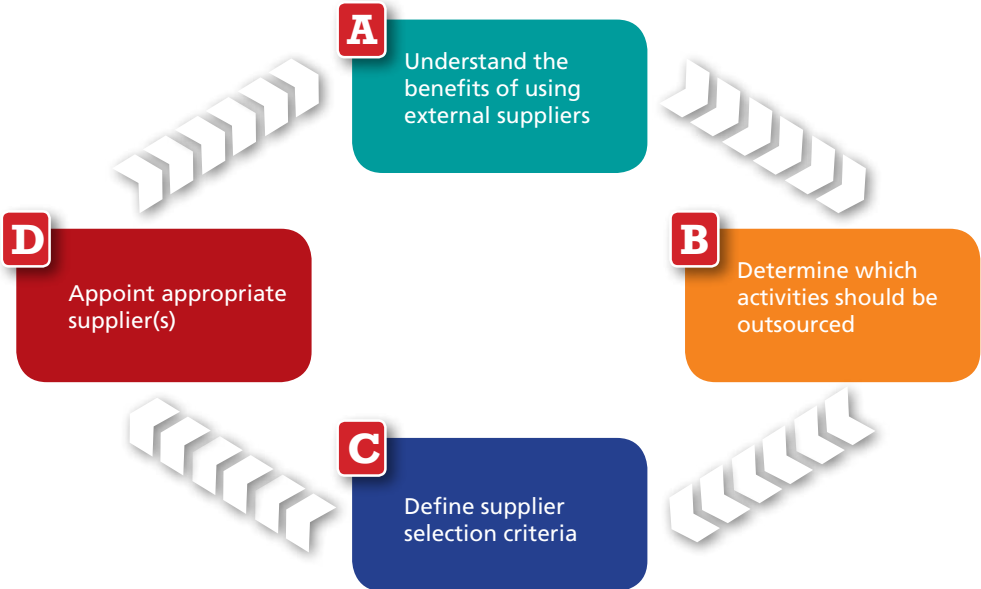 A
Understand the
benefits of using
external suppliers
B
Determine which
activities should be
outsourced
C
Define supplier
selection criteria
D
Appoint appropriate
supplier(s)